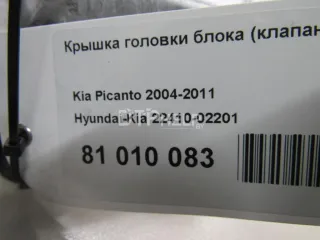 Крышка головки блока (клапан
Kia Picanto 2004-2011
Hyundai-Kia 22410-02201
81 010 083